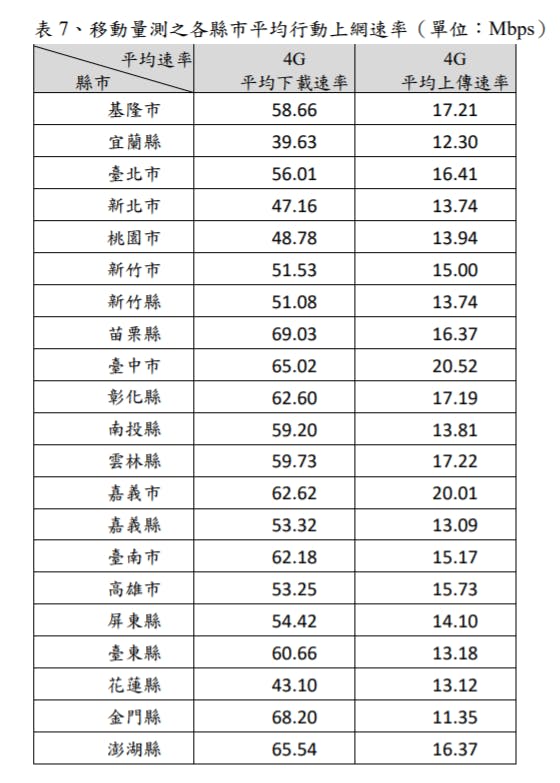 表 7、移動量測之各縣市平均行動上網速率（單位：Mbps）
平均速率 4G 4G
縣市 平均下載速率 平均上傳速率
基隆市 58.66 17.21
宜蘭縣 39.63 12.30
臺北市 56.01 16.41
新北市 47.16 13.74
桃園市 48.78 13.94
新竹市 51.53 15.00
新竹縣 51.08 13.74
苗栗縣 69.03 16.37
臺中市 65.02 20.52
彰化縣 62.60 17.19
南投縣 59.20 13.81
雲林縣 59.73 17.22
嘉義市 62.62 20.01
嘉義縣 53.32 13.09
臺南市 62.18 15.17
高雄市 53.25 15.73
屏東縣 54.42 14.10
臺東縣 60.66 13.18
花蓮縣 43.10 13.12
金門縣 68.20 11.35
澎湖縣 65.54 16.37